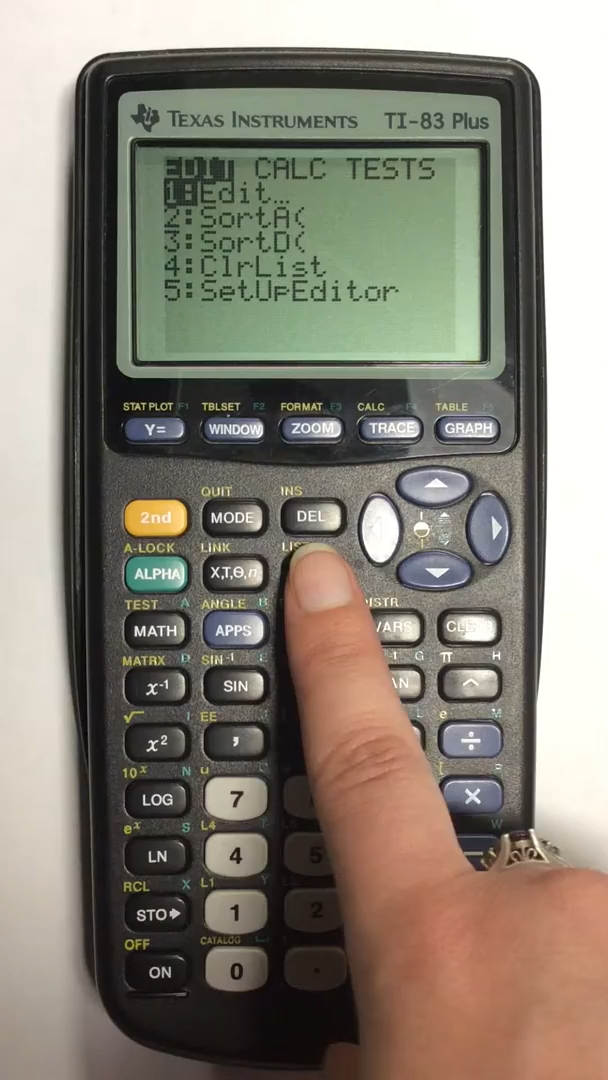 TEXAS INSTRUMENTS TI-83 Plus
EDIT CALC TESTS
1:Edit…
2:SortA(
3:SortD(
4:ClrList
5:SetUpEditor
STAT PLOT F1 TBLSET F2 FORMAT F3 CALC F4 TABLE F5
Y= WINDOW ZOOM TRACE GRAPH
QUIT INS
2nd MODE DEL
A-LOCK LINK
ALPHA X,T,Θ,n
TEST A ANGLE B DISTR
MATH APPS VARS CLEAR
MATRX D SIN⁻¹ E G π H
x⁻¹ SIN ^
√ I EE J e M
x² , ÷
10ˣ N u
LOG 7 ×
eˣ S L4 W
LN 4 5
RCL X L1
STO➔ 1 2
OFF CATALOG
ON 0 .